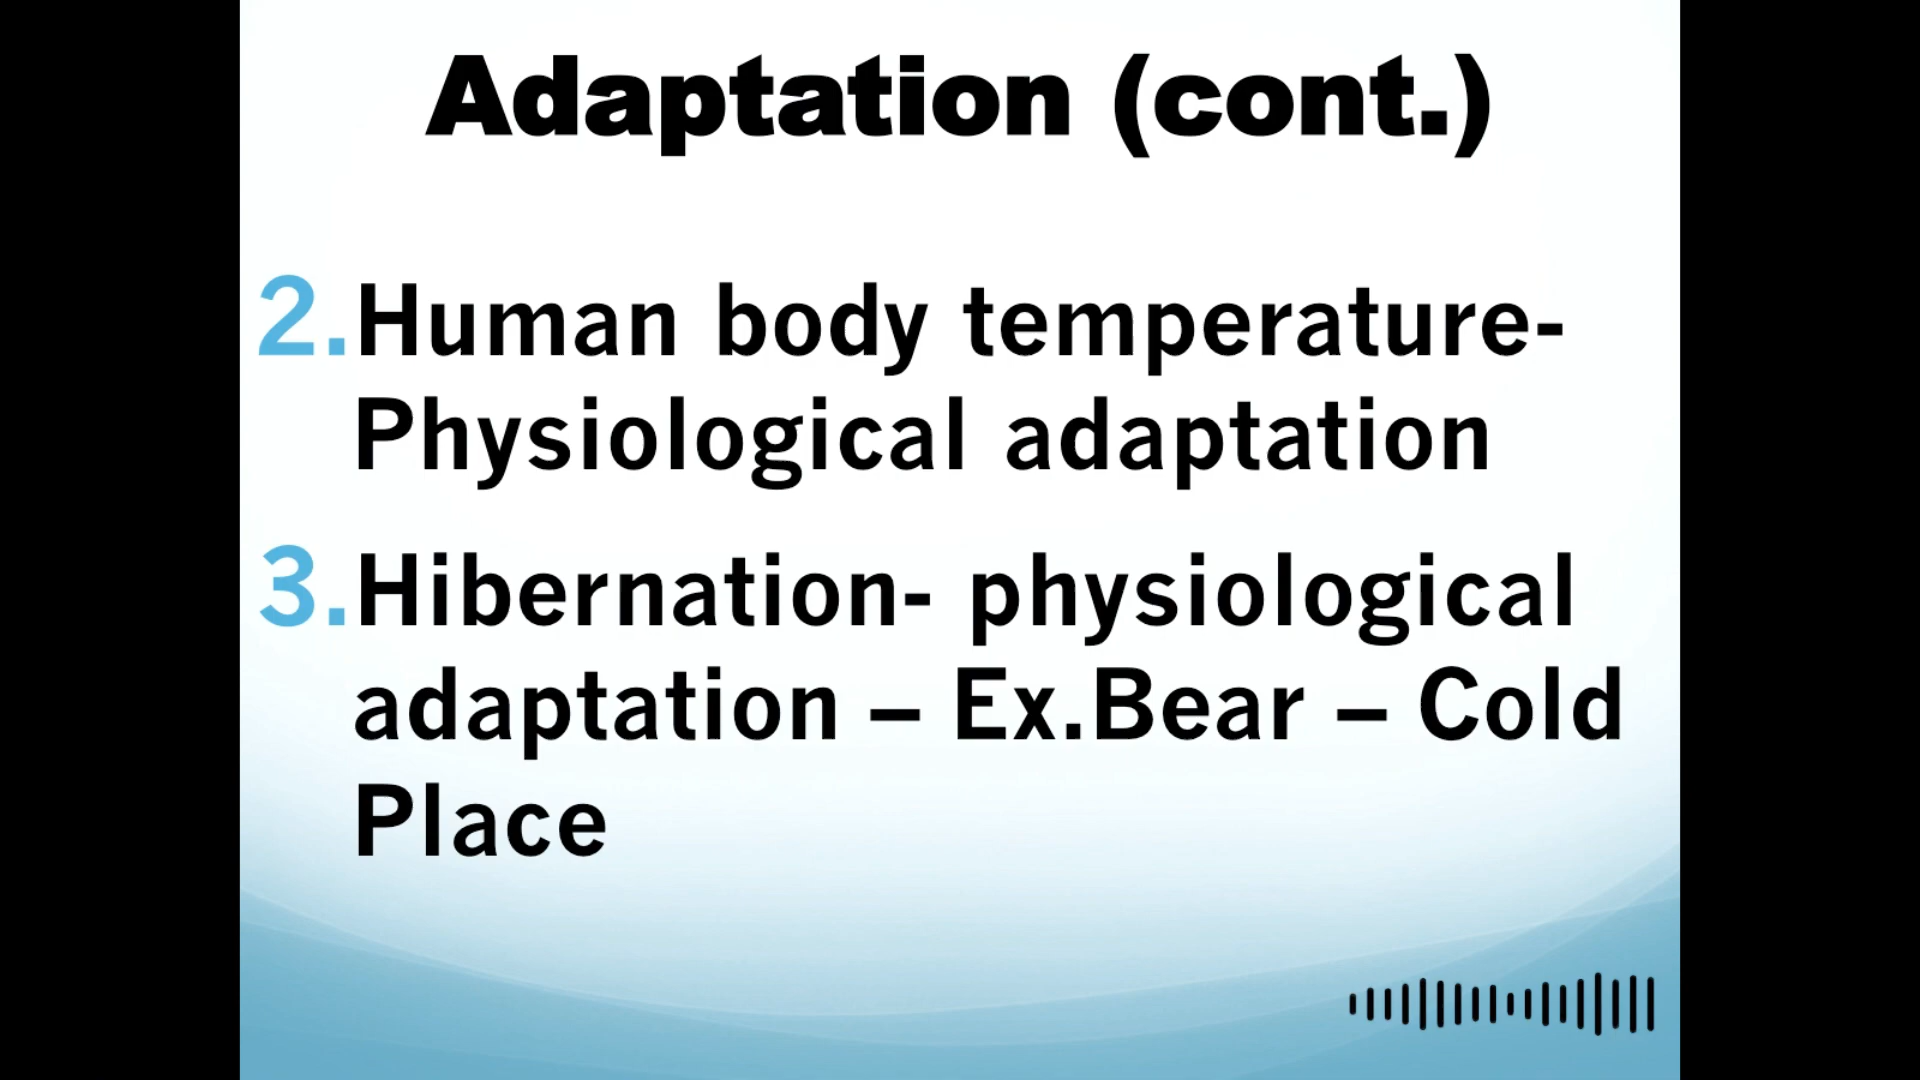 Adaptation (cont.)
2.Human body temperature-
Physiological adaptation
3.Hibernation- physiological
adaptation – Ex.Bear – Cold
Place